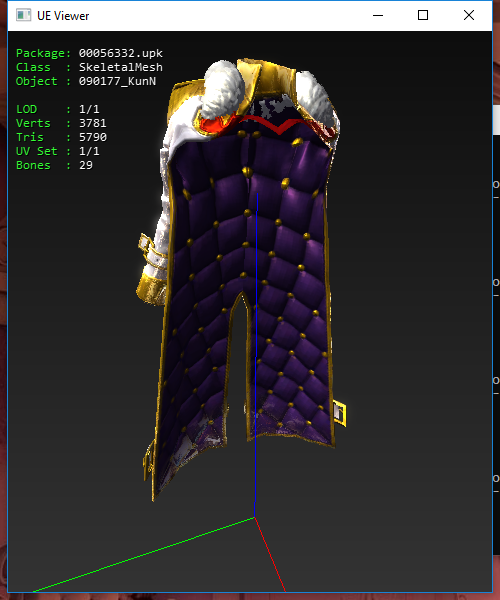 UE Viewer
Package: 00056332.upk
Class  : SkeletalMesh
Object : 090177_KunN
LOD    : 1/1
Verts  : 3781
Tris   : 5790
UV Set : 1/1
Bones  : 29